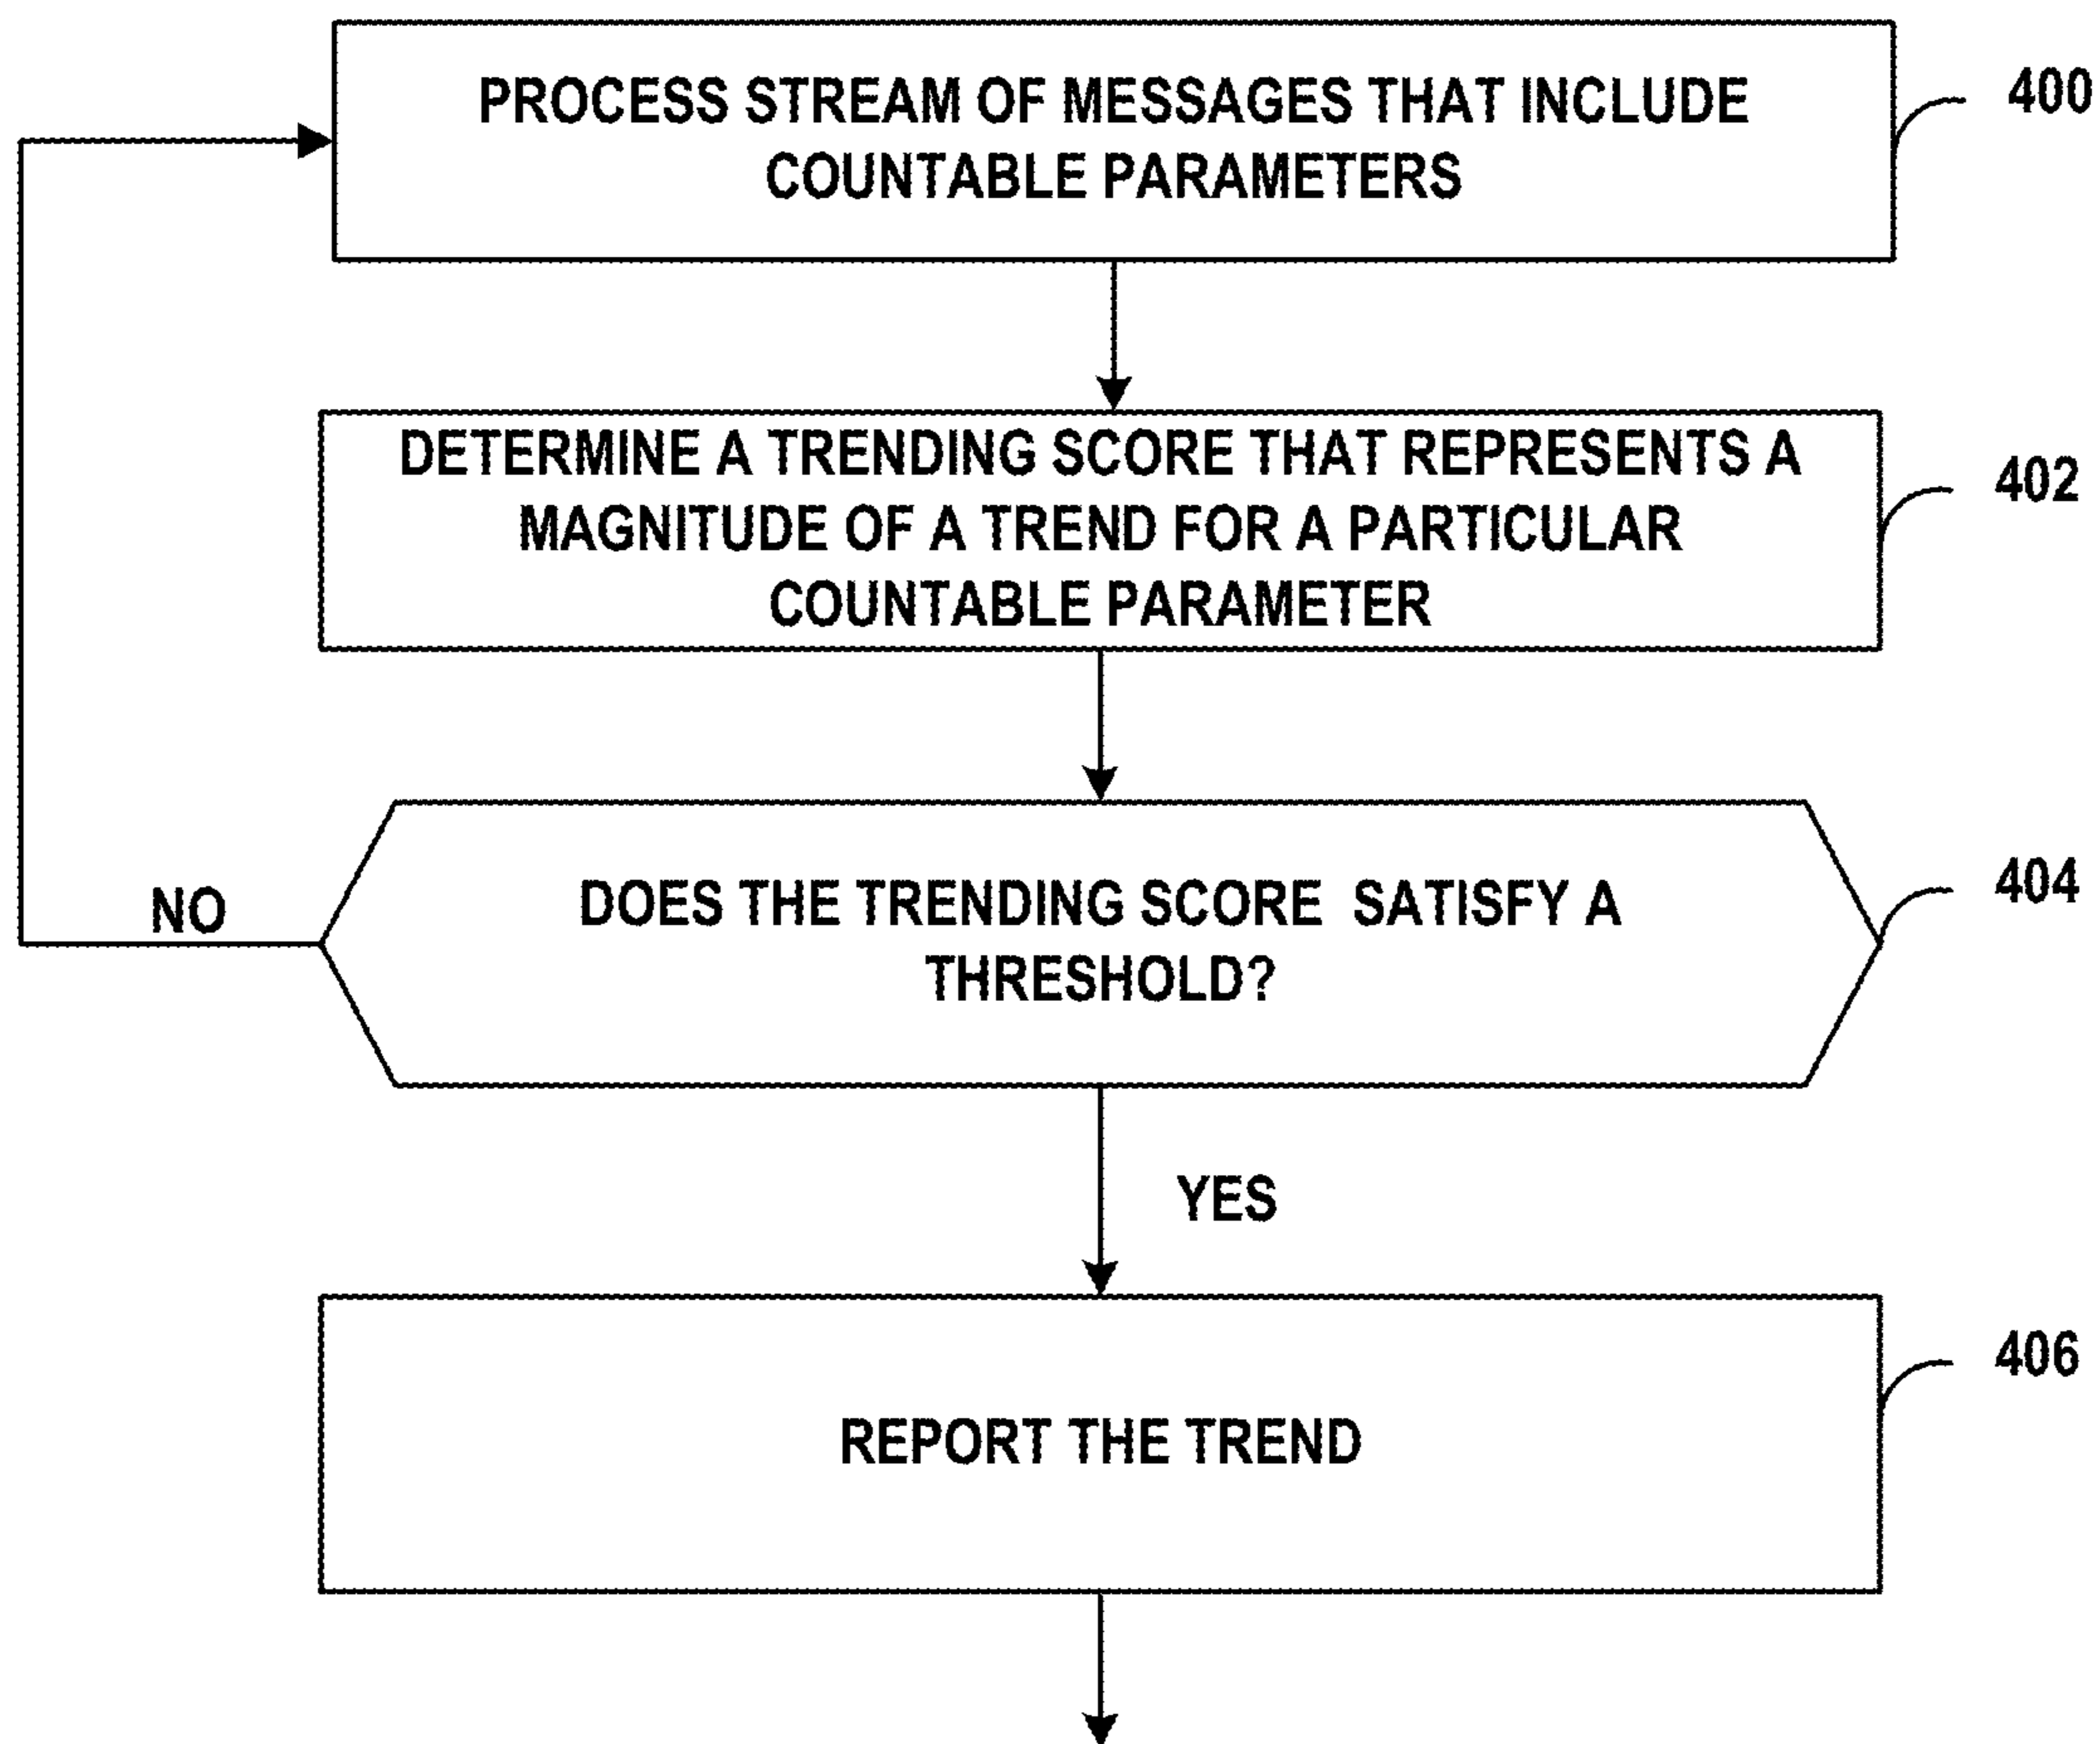 PROCESS STREAM OF MESSAGES THAT INCLUDE
COUNTABLE PARAMETERS
400
DETERMINE A TRENDING SCORE THAT REPRESENTS A
MAGNITUDE OF A TREND FOR A PARTICULAR
COUNTABLE PARAMETER
402
DOES THE TRENDING SCORE SATISFY A
THRESHOLD?
404
NO
YES
REPORT THE TREND
406